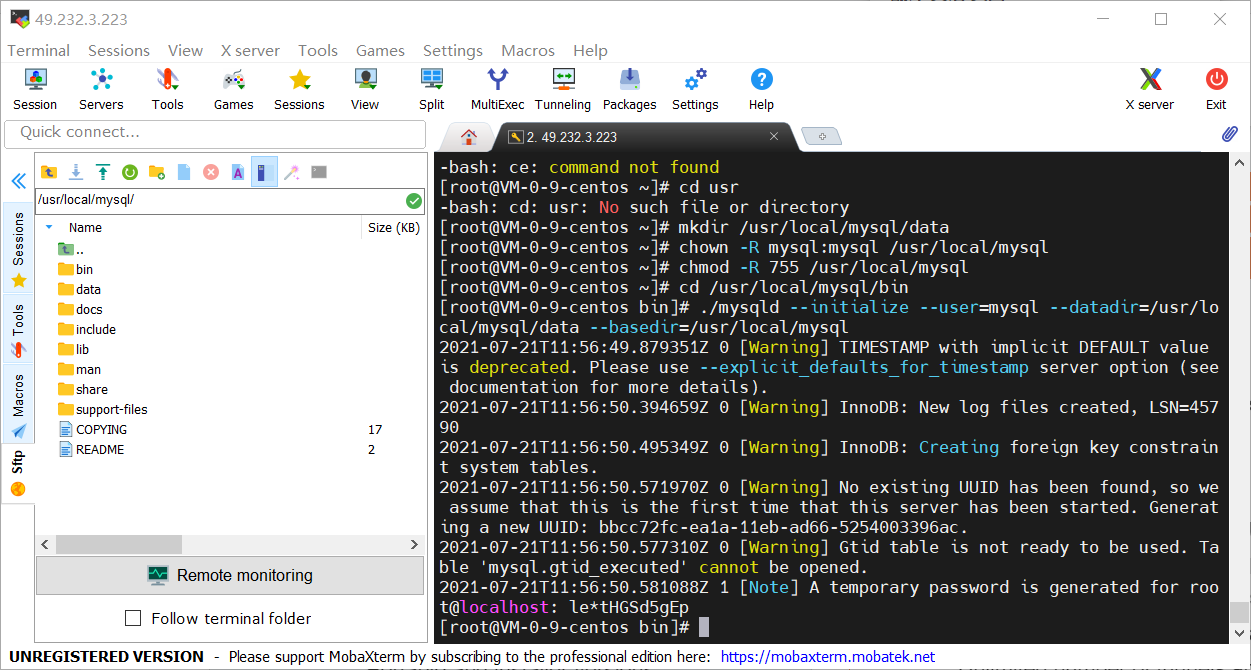 49.232.3.223
Terminal Sessions View X server Tools Games Settings Macros Help
Session Servers Tools Games Sessions View Split MultiExec Tunneling Packages Settings Help X server Exit
Quick connect...
2. 49.232.3.223
/usr/local/mysql/
Name Size (KB)
..
bin
data
docs
include
lib
man
share
support-files
COPYING 17
README 2
Sessions
Tools
Macros
Sftp
Remote monitoring
Follow terminal folder
-bash: ce: command not found
[root@VM-0-9-centos ~]# cd usr
-bash: cd: usr: No such file or directory
[root@VM-0-9-centos ~]# mkdir /usr/local/mysql/data
[root@VM-0-9-centos ~]# chown -R mysql:mysql /usr/local/mysql
[root@VM-0-9-centos ~]# chmod -R 755 /usr/local/mysql
[root@VM-0-9-centos ~]# cd /usr/local/mysql/bin
[root@VM-0-9-centos bin]# ./mysqld --initialize --user=mysql --datadir=/usr/lo
cal/mysql/data --basedir=/usr/local/mysql
2021-07-21T11:56:49.879351Z 0 [Warning] TIMESTAMP with implicit DEFAULT value
is deprecated. Please use --explicit_defaults_for_timestamp server option (see
 documentation for more details).
2021-07-21T11:56:50.394659Z 0 [Warning] InnoDB: New log files created, LSN=457
90
2021-07-21T11:56:50.495349Z 0 [Warning] InnoDB: Creating foreign key constrain
t system tables.
2021-07-21T11:56:50.571970Z 0 [Warning] No existing UUID has been found, so we
 assume that this is the first time that this server has been started. Generat
ing a new UUID: bbcc72fc-ea1a-11eb-ad66-5254003396ac.
2021-07-21T11:56:50.577310Z 0 [Warning] Gtid table is not ready to be used. Ta
ble 'mysql.gtid_executed' cannot be opened.
2021-07-21T11:56:50.581088Z 1 [Note] A temporary password is generated for roo
t@localhost: le*tHGSd5gEp
[root@VM-0-9-centos bin]#
UNREGISTERED VERSION - Please support MobaXterm by subscribing to the professional edition here: https://mobaxterm.mobatek.net